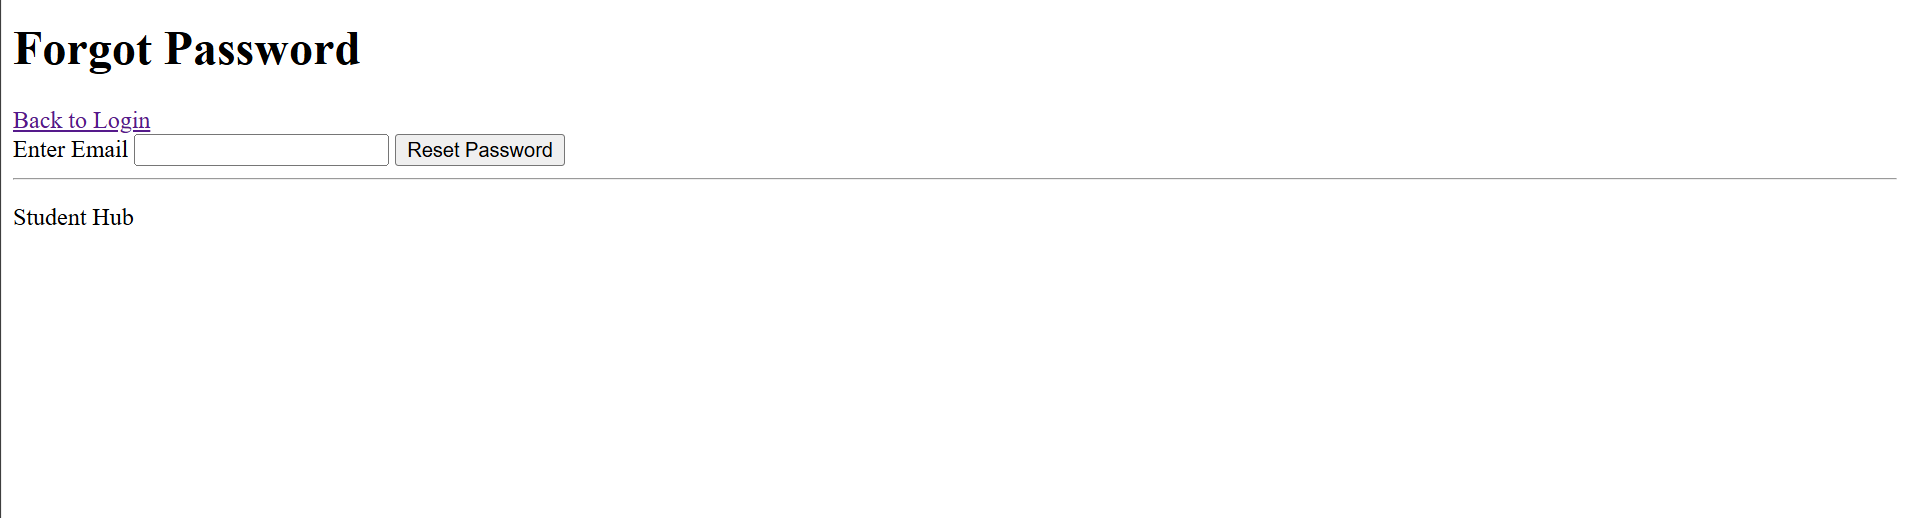 Forgot Password
Back to Login
Enter Email Reset Password
Student Hub